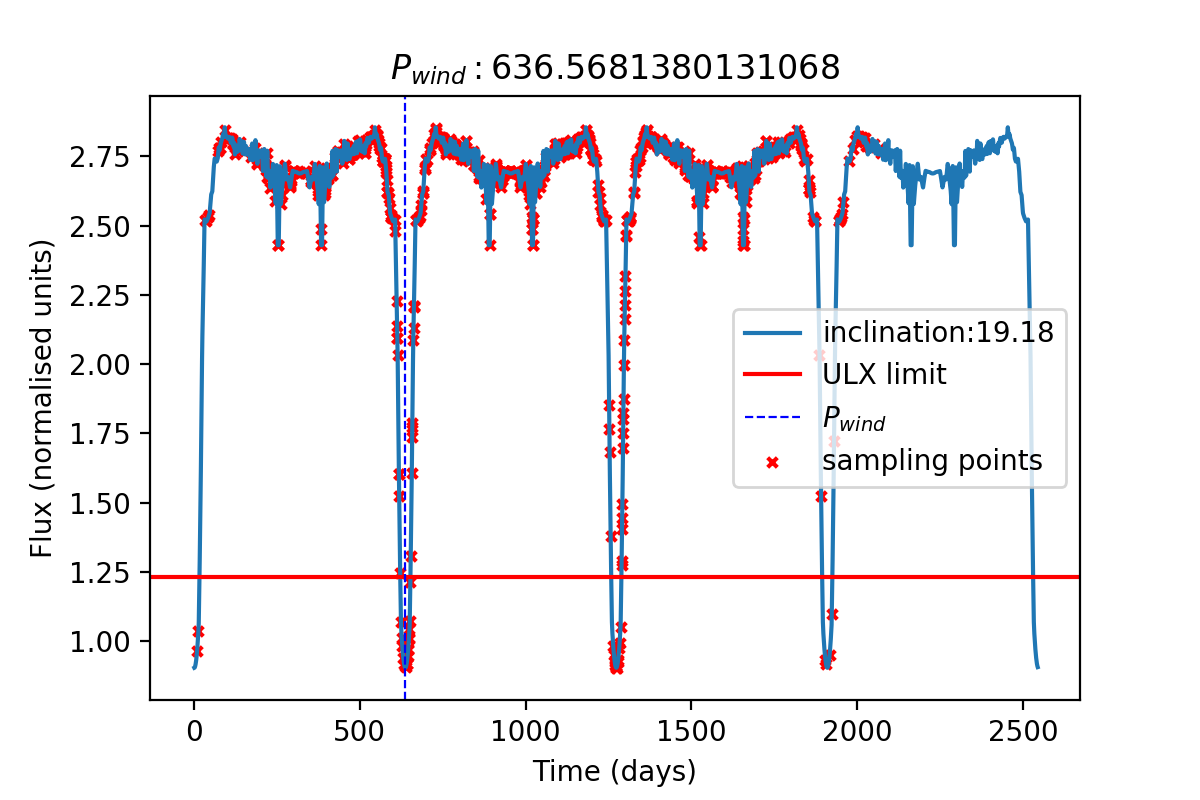 P_wind : 636.5681380131068
Flux (normalised units)
2.75
2.50
2.25
2.00
1.75
1.50
1.25
1.00
inclination:19.18
ULX limit
P_wind
sampling points
0 500 1000 1500 2000 2500
Time (days)